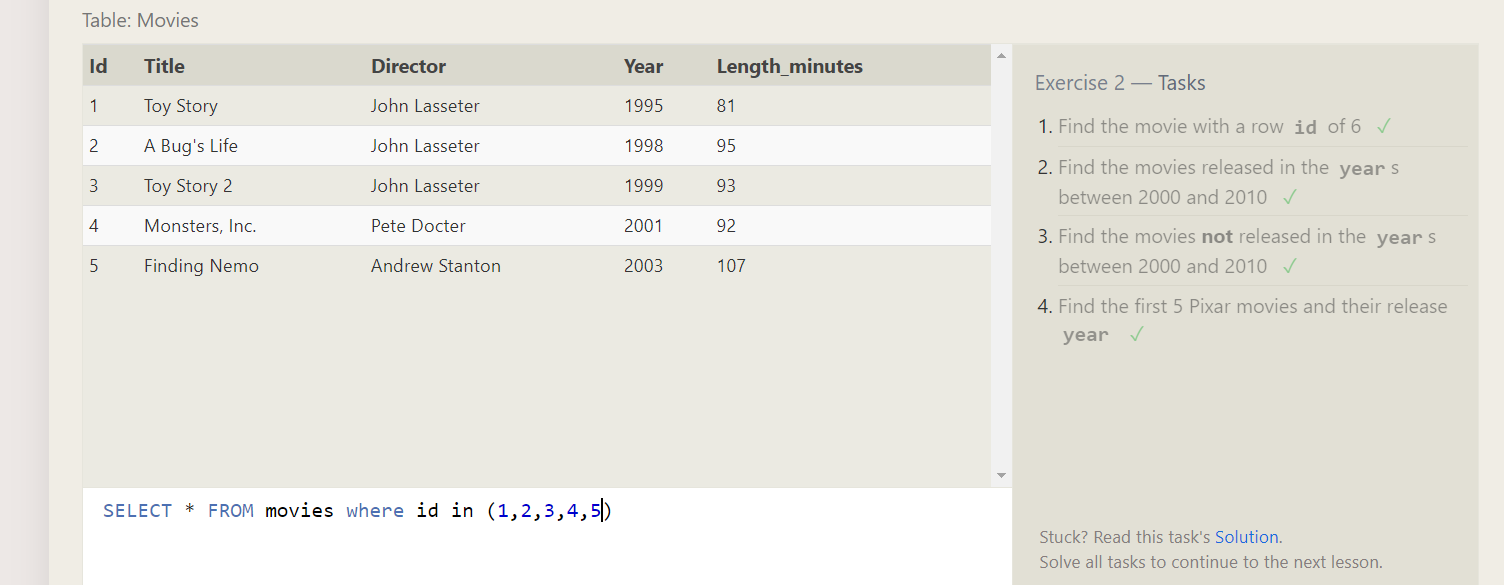 Table: Movies
Id Title Director Year Length_minutes
1 Toy Story John Lasseter 1995 81
2 A Bug's Life John Lasseter 1998 95
3 Toy Story 2 John Lasseter 1999 93
4 Monsters, Inc. Pete Docter 2001 92
5 Finding Nemo Andrew Stanton 2003 107
SELECT * FROM movies where id in (1,2,3,4,5)
Exercise 2 — Tasks
1. Find the movie with a row id of 6 ✓
2. Find the movies released in the year s
between 2000 and 2010 ✓
3. Find the movies not released in the year s
between 2000 and 2010 ✓
4. Find the first 5 Pixar movies and their release
year ✓
Stuck? Read this task's Solution.
Solve all tasks to continue to the next lesson.